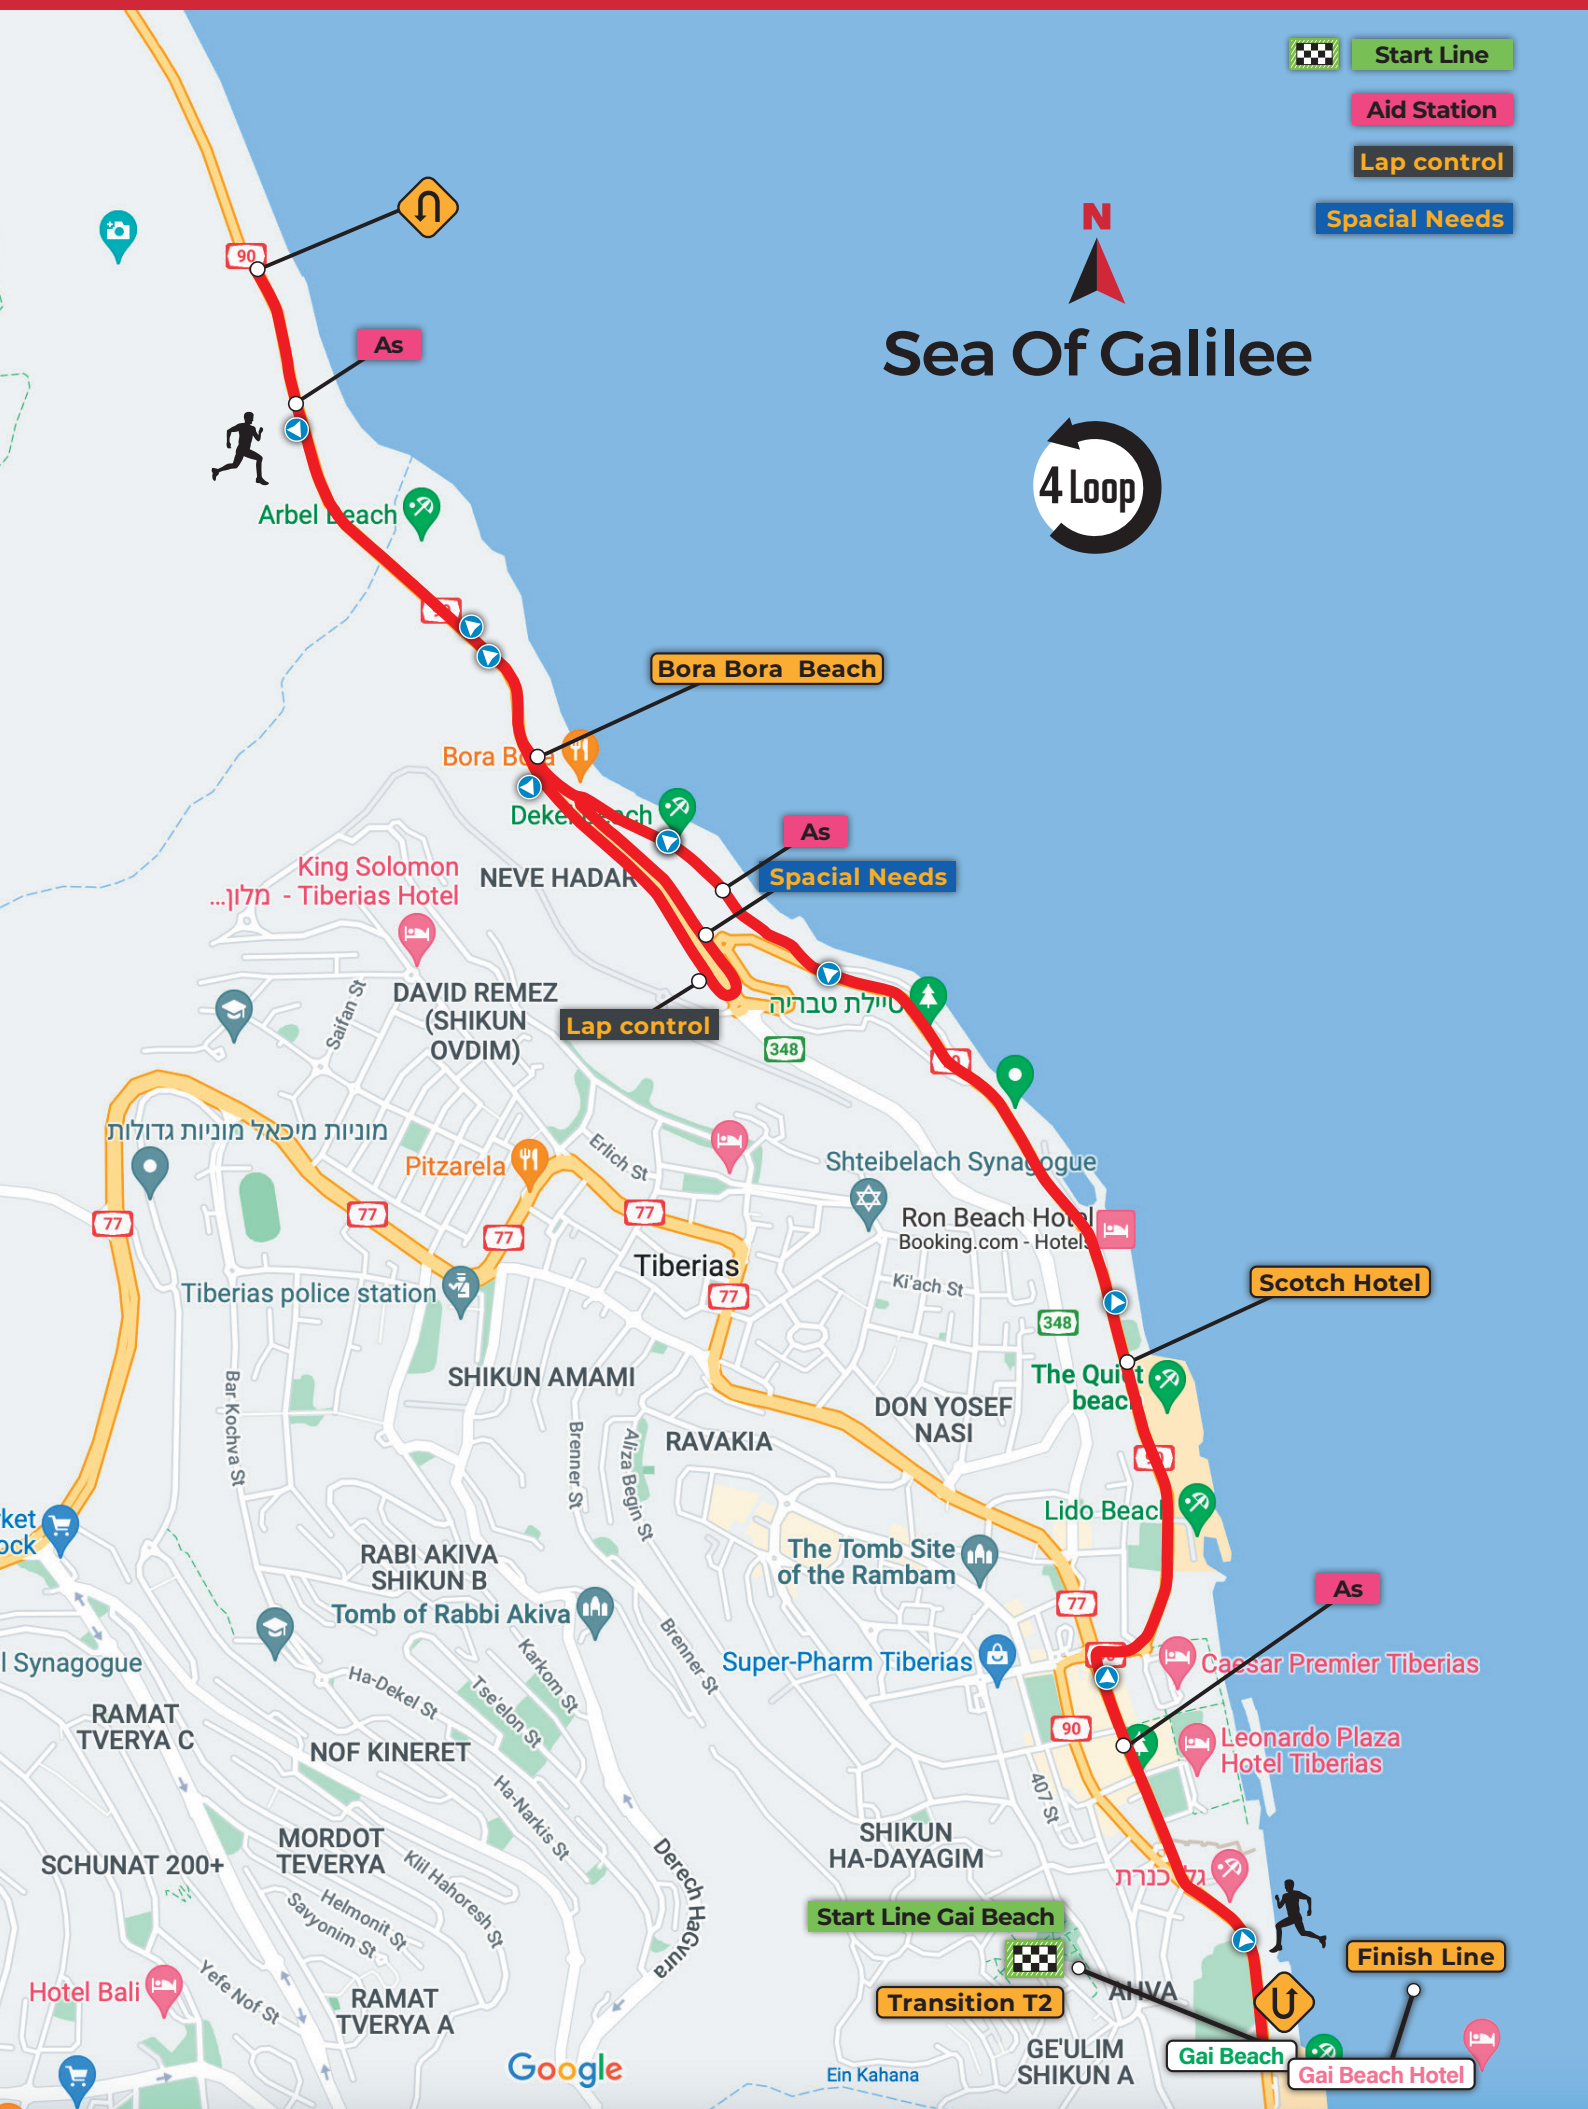 Start Line
Aid Station
Lap control
Spacial Needs
N
Sea Of Galilee
4 Loop
90
As
Arbel Beach
Bora Bora  Beach
Bora Bora
Dekel Beach
As
Spacial Needs
King Solomon
מלון... - Tiberias Hotel
NEVE HADAR
DAVID REMEZ
(SHIKUN
OVDIM)
Saifan St
Lap control
טיילת טבריה
348
90
מוניות מיכאל מוניות גדולות
Erlich St
Pitzarela
Shteibelach Synagogue
77
77
77
77
Ron Beach Hotel
Booking.com - Hotels
Tiberias
Tiberias police station
77
Ki'ach St
Scotch Hotel
348
SHIKUN AMAMI
The Quiet
beach
Bar Kochva St
Brenner St
Aliza Begin St
RAVAKIA
DON YOSEF
NASI
90
Lido Beach
ket
ock
RABI AKIVA
SHIKUN B
The Tomb Site
of the Rambam
Tomb of Rabbi Akiva
As
77
Brenner St
Karkom St
l Synagogue
Super-Pharm Tiberias
Caesar Premier Tiberias
Ha-Dekel St
Tse'elon St
RAMAT
TVERYA C
NOF KINERET
90
Leonardo Plaza
Hotel Tiberias
Ha-Narkis St
407 St
MORDOT
TEVERYA
SCHUNAT 200+
Klil Hahoresh St
Derech HaGvura
SHIKUN
HA-DAYAGIM
גלי כנרת
Helmonit St
Savyonim St
Start Line Gai Beach
Finish Line
Transition T2
AHVA
Hotel Bali
Yefe Nof St
RAMAT
TVERYA A
Google
Ein Kahana
GE'ULIM
SHIKUN A
Gai Beach
Gai Beach Hotel